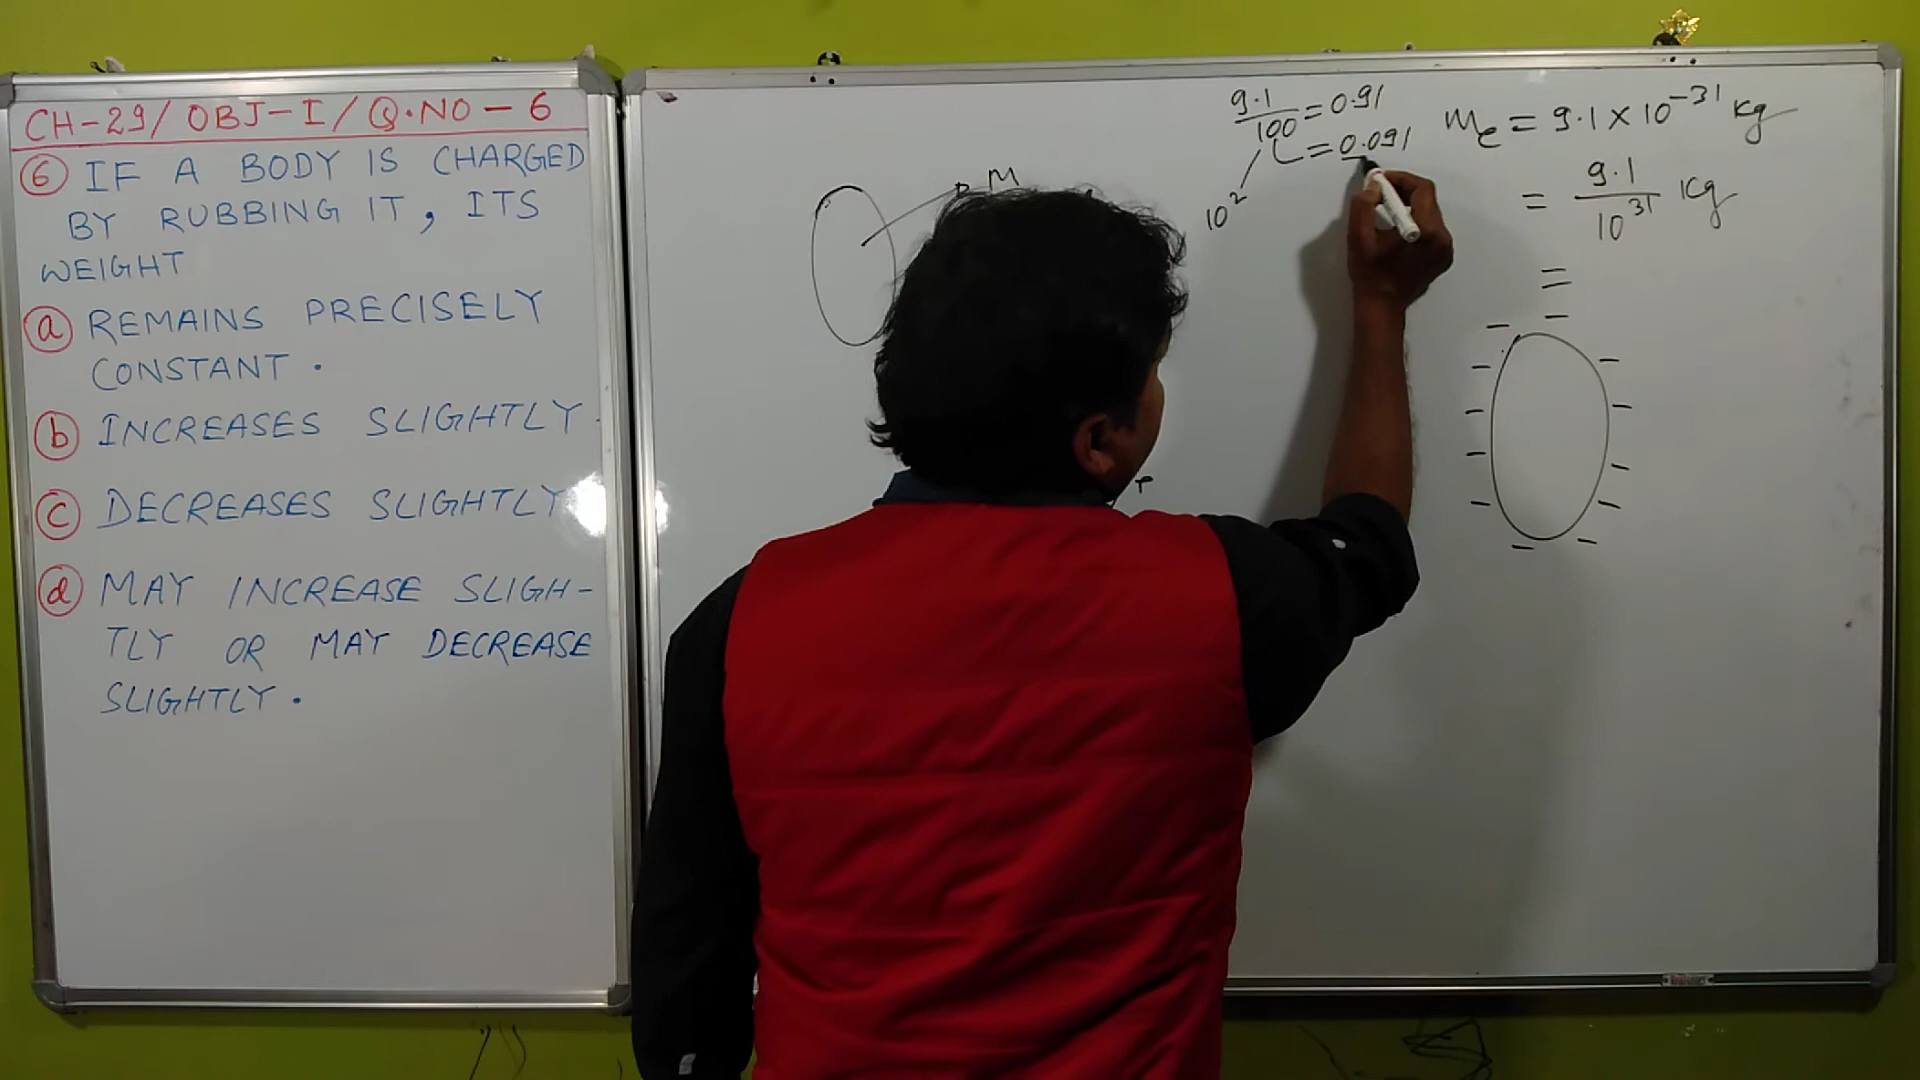 CH-29/ OBJ-I/ Q.NO-6
6 IF A BODY IS CHARGED
BY RUBBING IT, ITS
WEIGHT
a REMAINS PRECISELY
CONSTANT.
b INCREASES SLIGHTLY.
c DECREASES SLIGHTLY
d MAY INCREASE SLIGH-
TLY OR MAY DECREASE
SLIGHTLY.
M
9.1/100 = 0.91
= 0.091
10²
me = 9.1 × 10⁻³¹ kg
= 9.1/10³¹ kg
=